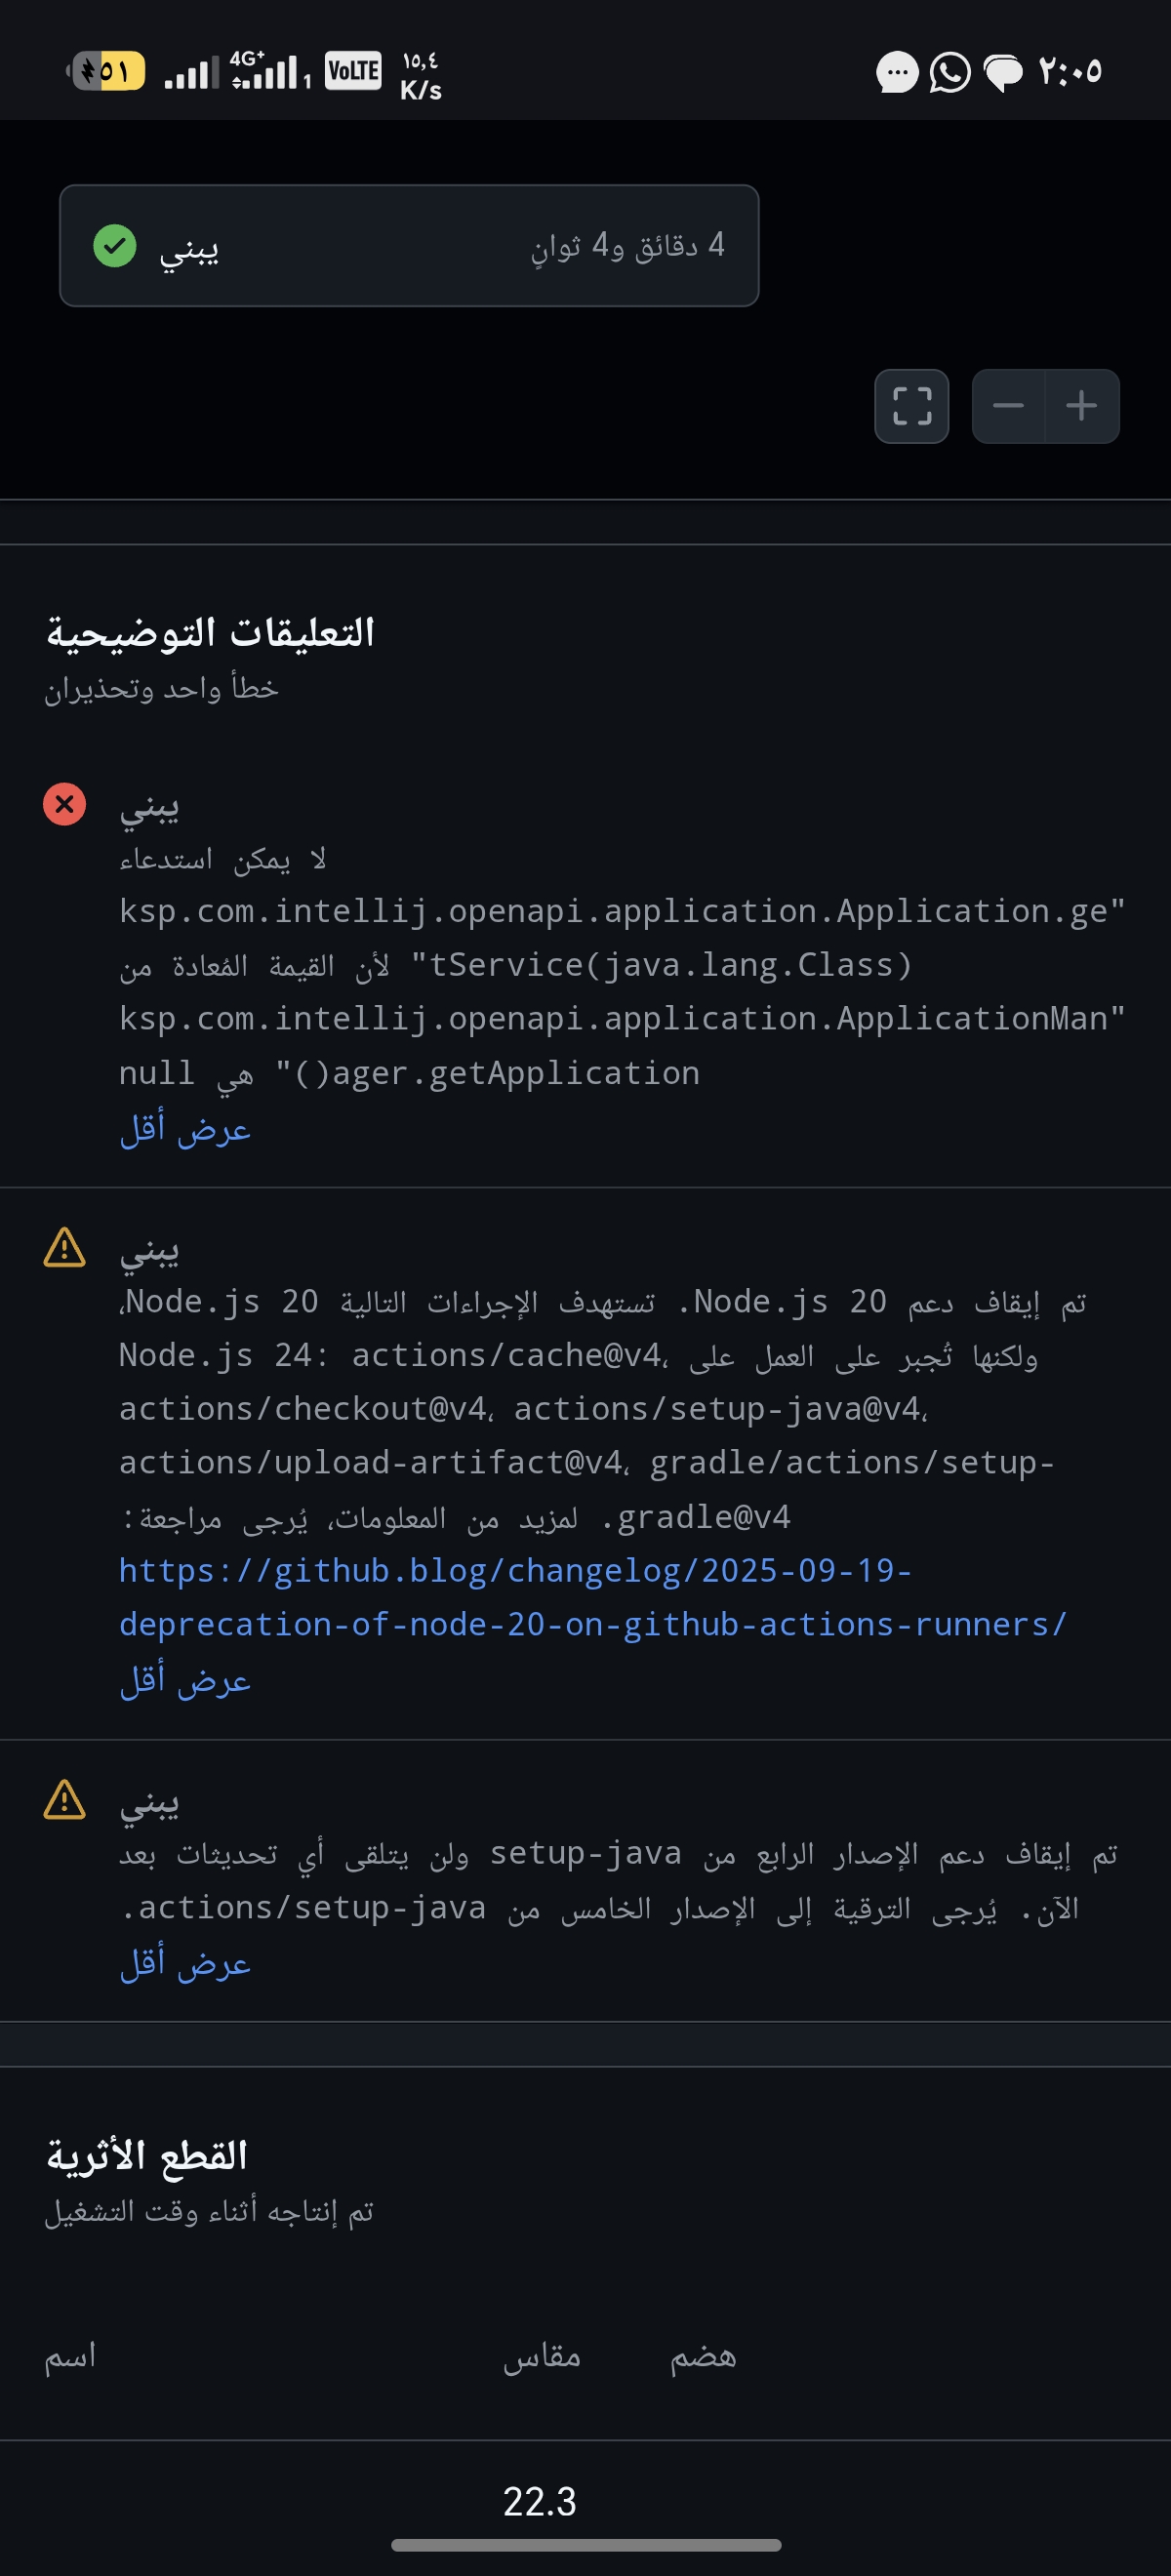 ٥١ 4G+ 1 VoLTE ١٥,٤ K/s ٢:٠٥
يبني 4 دقائق و4 ثوانٍ
التعليقات التوضيحية
خطأ واحد وتحذيران
يبني
لا يمكن استدعاء
ksp.com.intellij.openapi.application.Application.ge"
tService(java.lang.Class)" لأن القيمة المُعادة من
ksp.com.intellij.openapi.application.ApplicationMan"
ager.getApplication()" هي null
عرض أقل
يبني
تم إيقاف دعم Node.js 20. تستهدف الإجراءات التالية Node.js 20،
ولكنها تُجبر على العمل على Node.js 24: actions/cache@v4،
actions/checkout@v4، actions/setup-java@v4،
actions/upload-artifact@v4، gradle/actions/setup-
gradle@v4. لمزيد من المعلومات، يُرجى مراجعة:
https://github.blog/changelog/2025-09-19-
deprecation-of-node-20-on-github-actions-runners/
عرض أقل
يبني
تم إيقاف دعم الإصدار الرابع من setup-java ولن يتلقى أي تحديثات بعد
الآن. يُرجى الترقية إلى الإصدار الخامس من actions/setup-java.
عرض أقل
القطع الأثرية
تم إنتاجه أثناء وقت التشغيل
اسم مقاس هضم
22.3